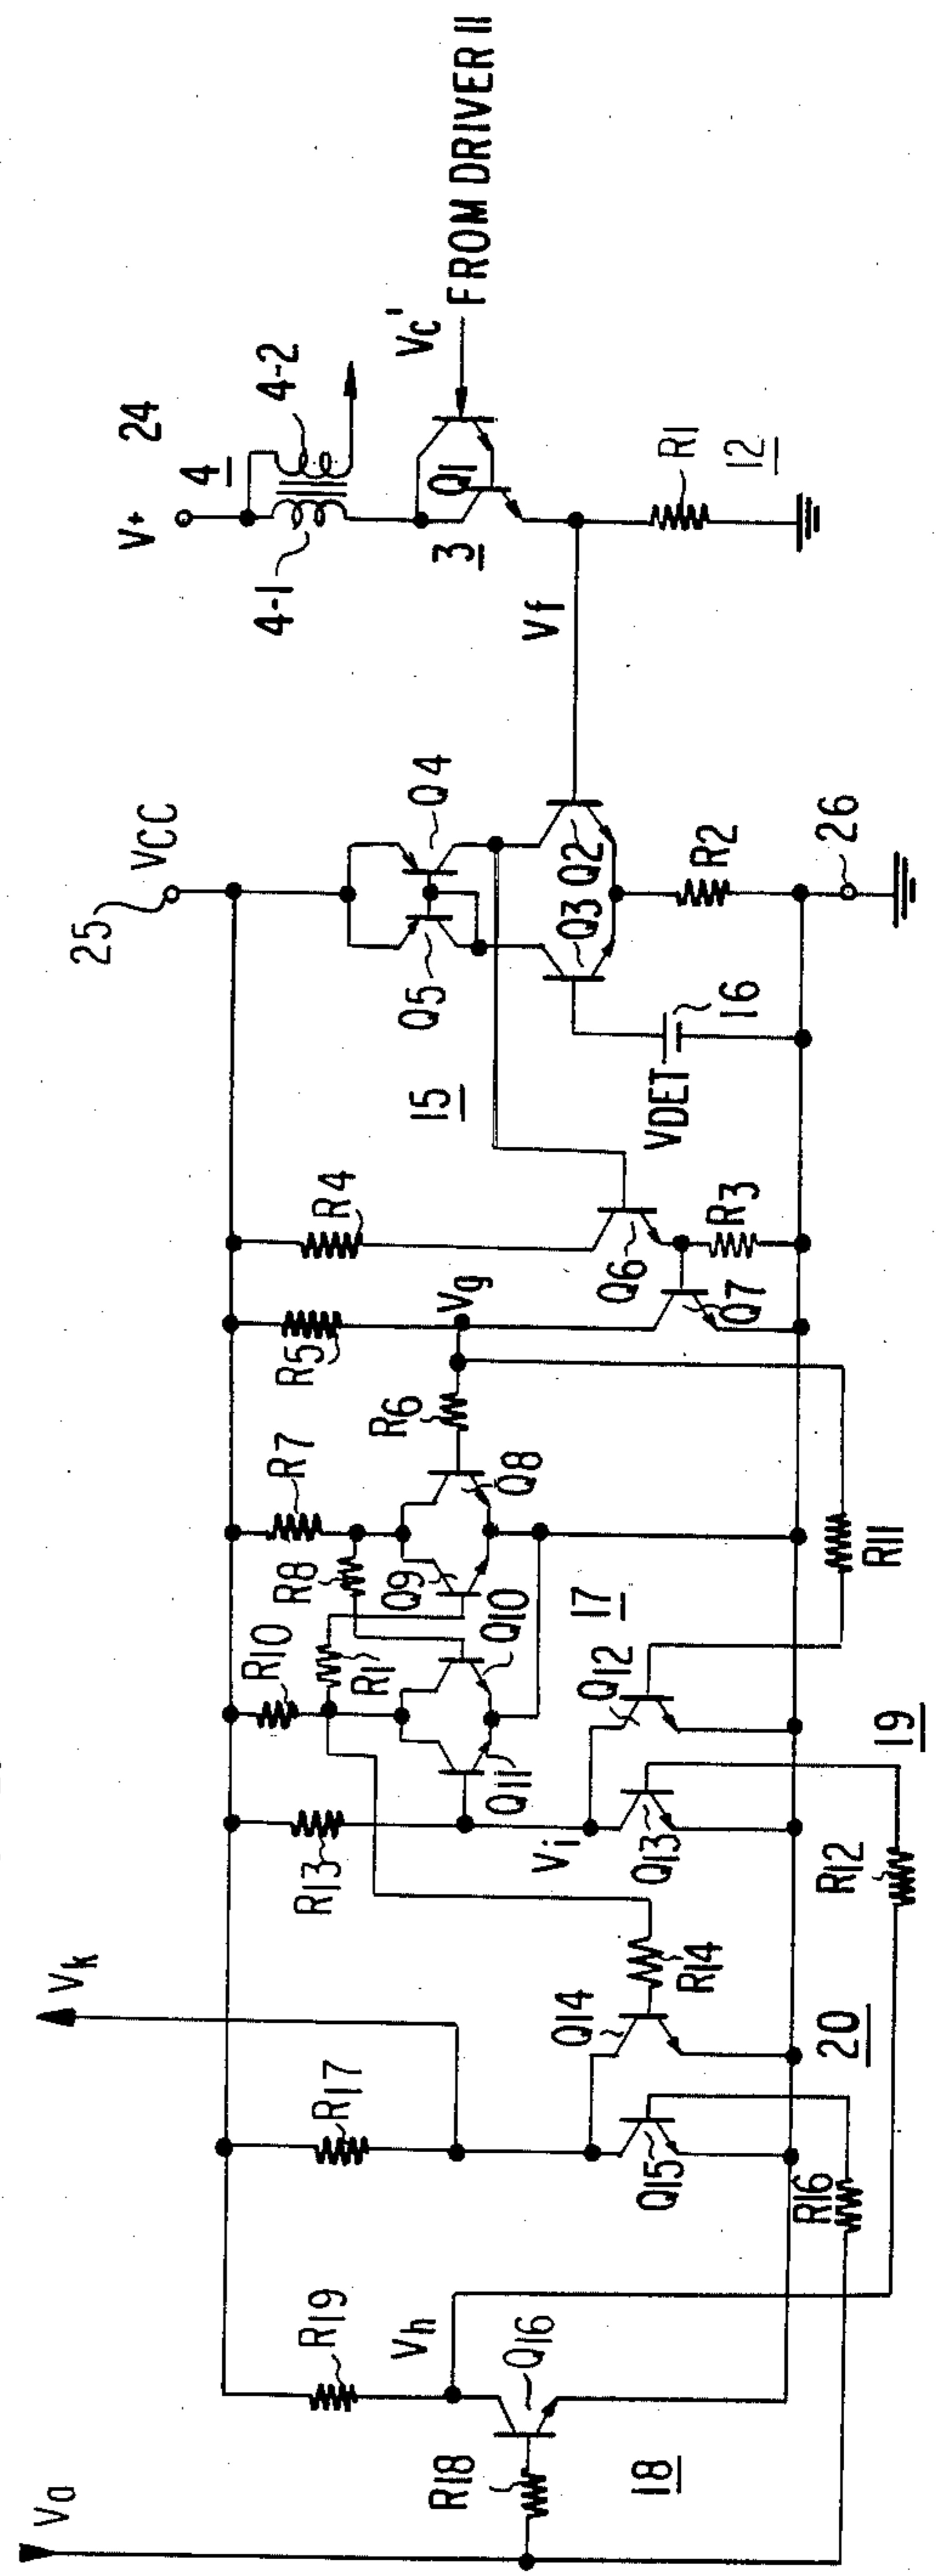 Va
R18
18
R19
Vh
Q16
Vk
R17
Q15
R16
Q14
R14
20
R13
Vi
Q13
R12
19
R10
R1
Q11
Q10
Q12
17
R8
R7
Q9
Q8
R6
R11
R5
Vg
Q7
R4
Q6
R3
15
VDET
16
25
VCC
Q5
Q4
Q3
Q2
R2
26
Vf
V+
24
4
4-1
4-2
3
Q1
Vc'
FROM DRIVER 11
R1
12